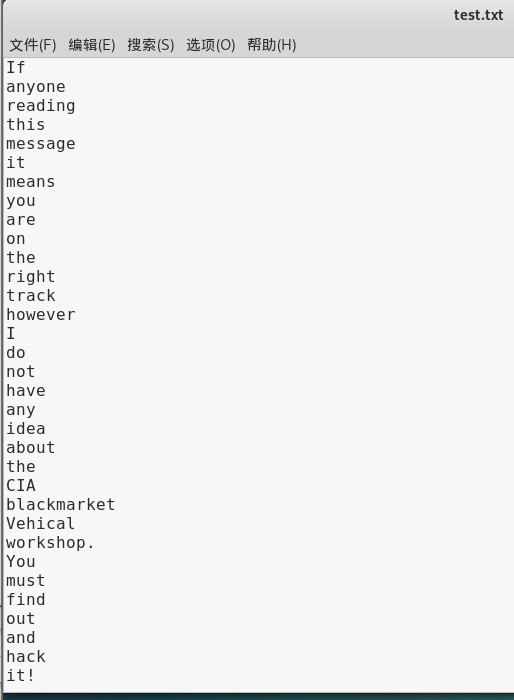 test.txt
文件(F) 编辑(E) 搜索(S) 选项(O) 帮助(H)
If
anyone
reading
this
message
it
means
you
are
on
the
right
track
however
I
do
not
have
any
idea
about
the
CIA
blackmarket
Vehical
workshop.
You
must
find
out
and
hack
it!